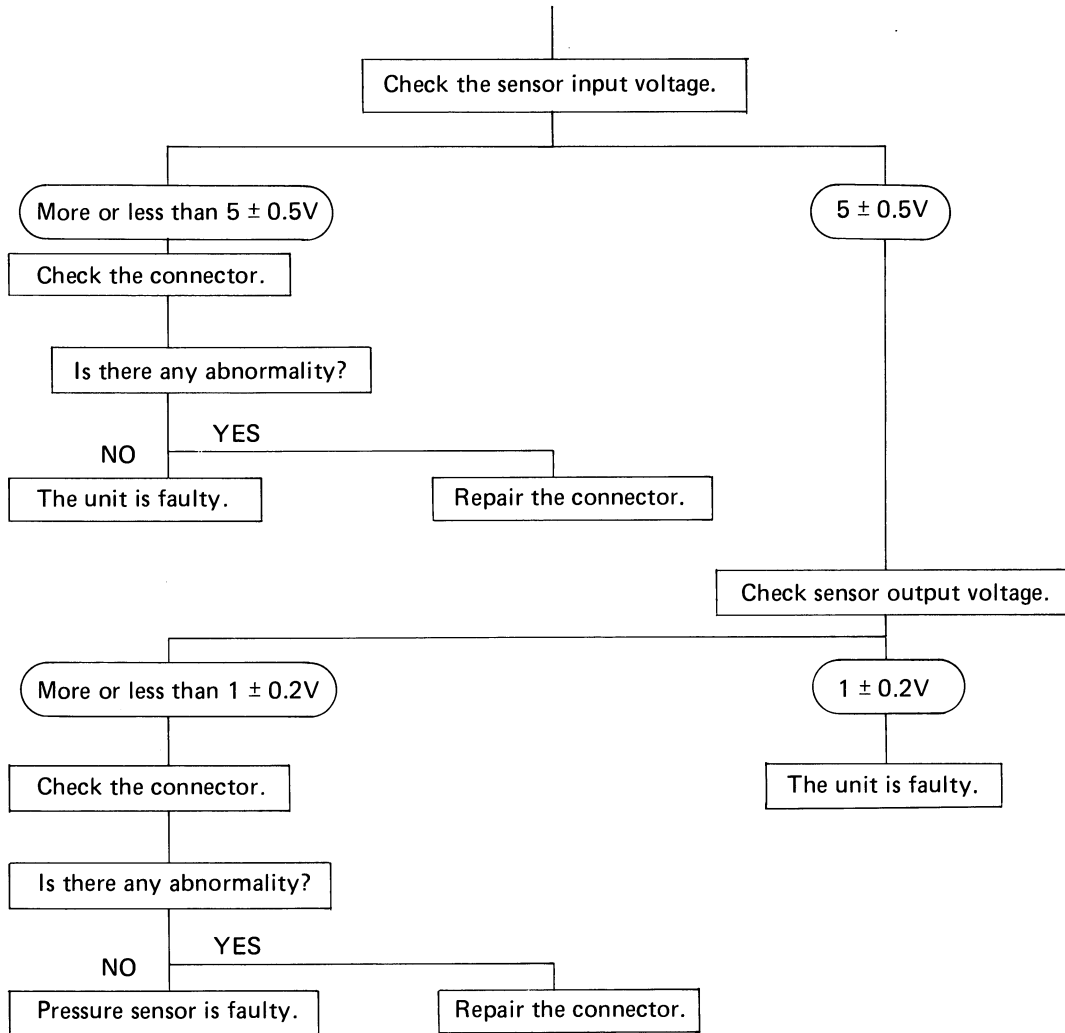 Check the sensor input voltage.
More or less than 5 ± 0.5V
5 ± 0.5V
Check the connector.
Is there any abnormality?
YES
NO
The unit is faulty.
Repair the connector.
Check sensor output voltage.
More or less than 1 ± 0.2V
1 ± 0.2V
Check the connector.
The unit is faulty.
Is there any abnormality?
YES
NO
Pressure sensor is faulty.
Repair the connector.